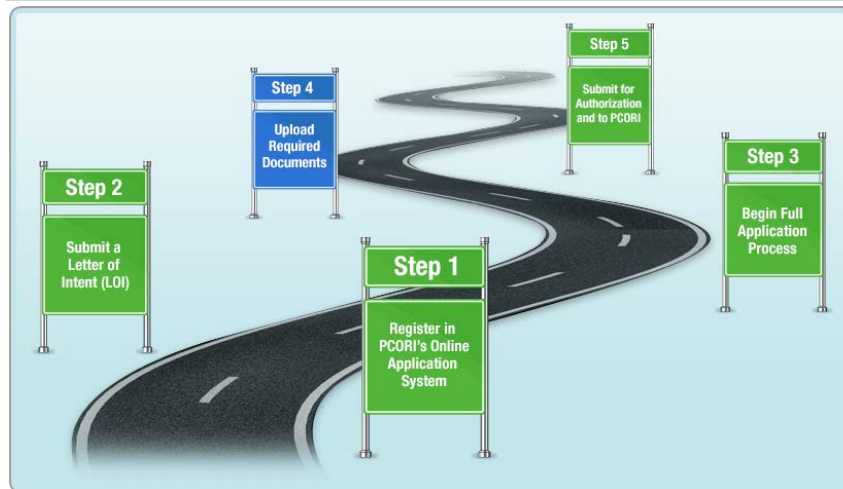 Step 5
Submit for
Authorization
and to PCORI
Step 4
Upload
Required
Documents
Step 3
Begin Full
Application
Process
Step 2
Submit a
Letter of
Intent (LOI)
Step 1
Register in
PCORI's Online
Application
System